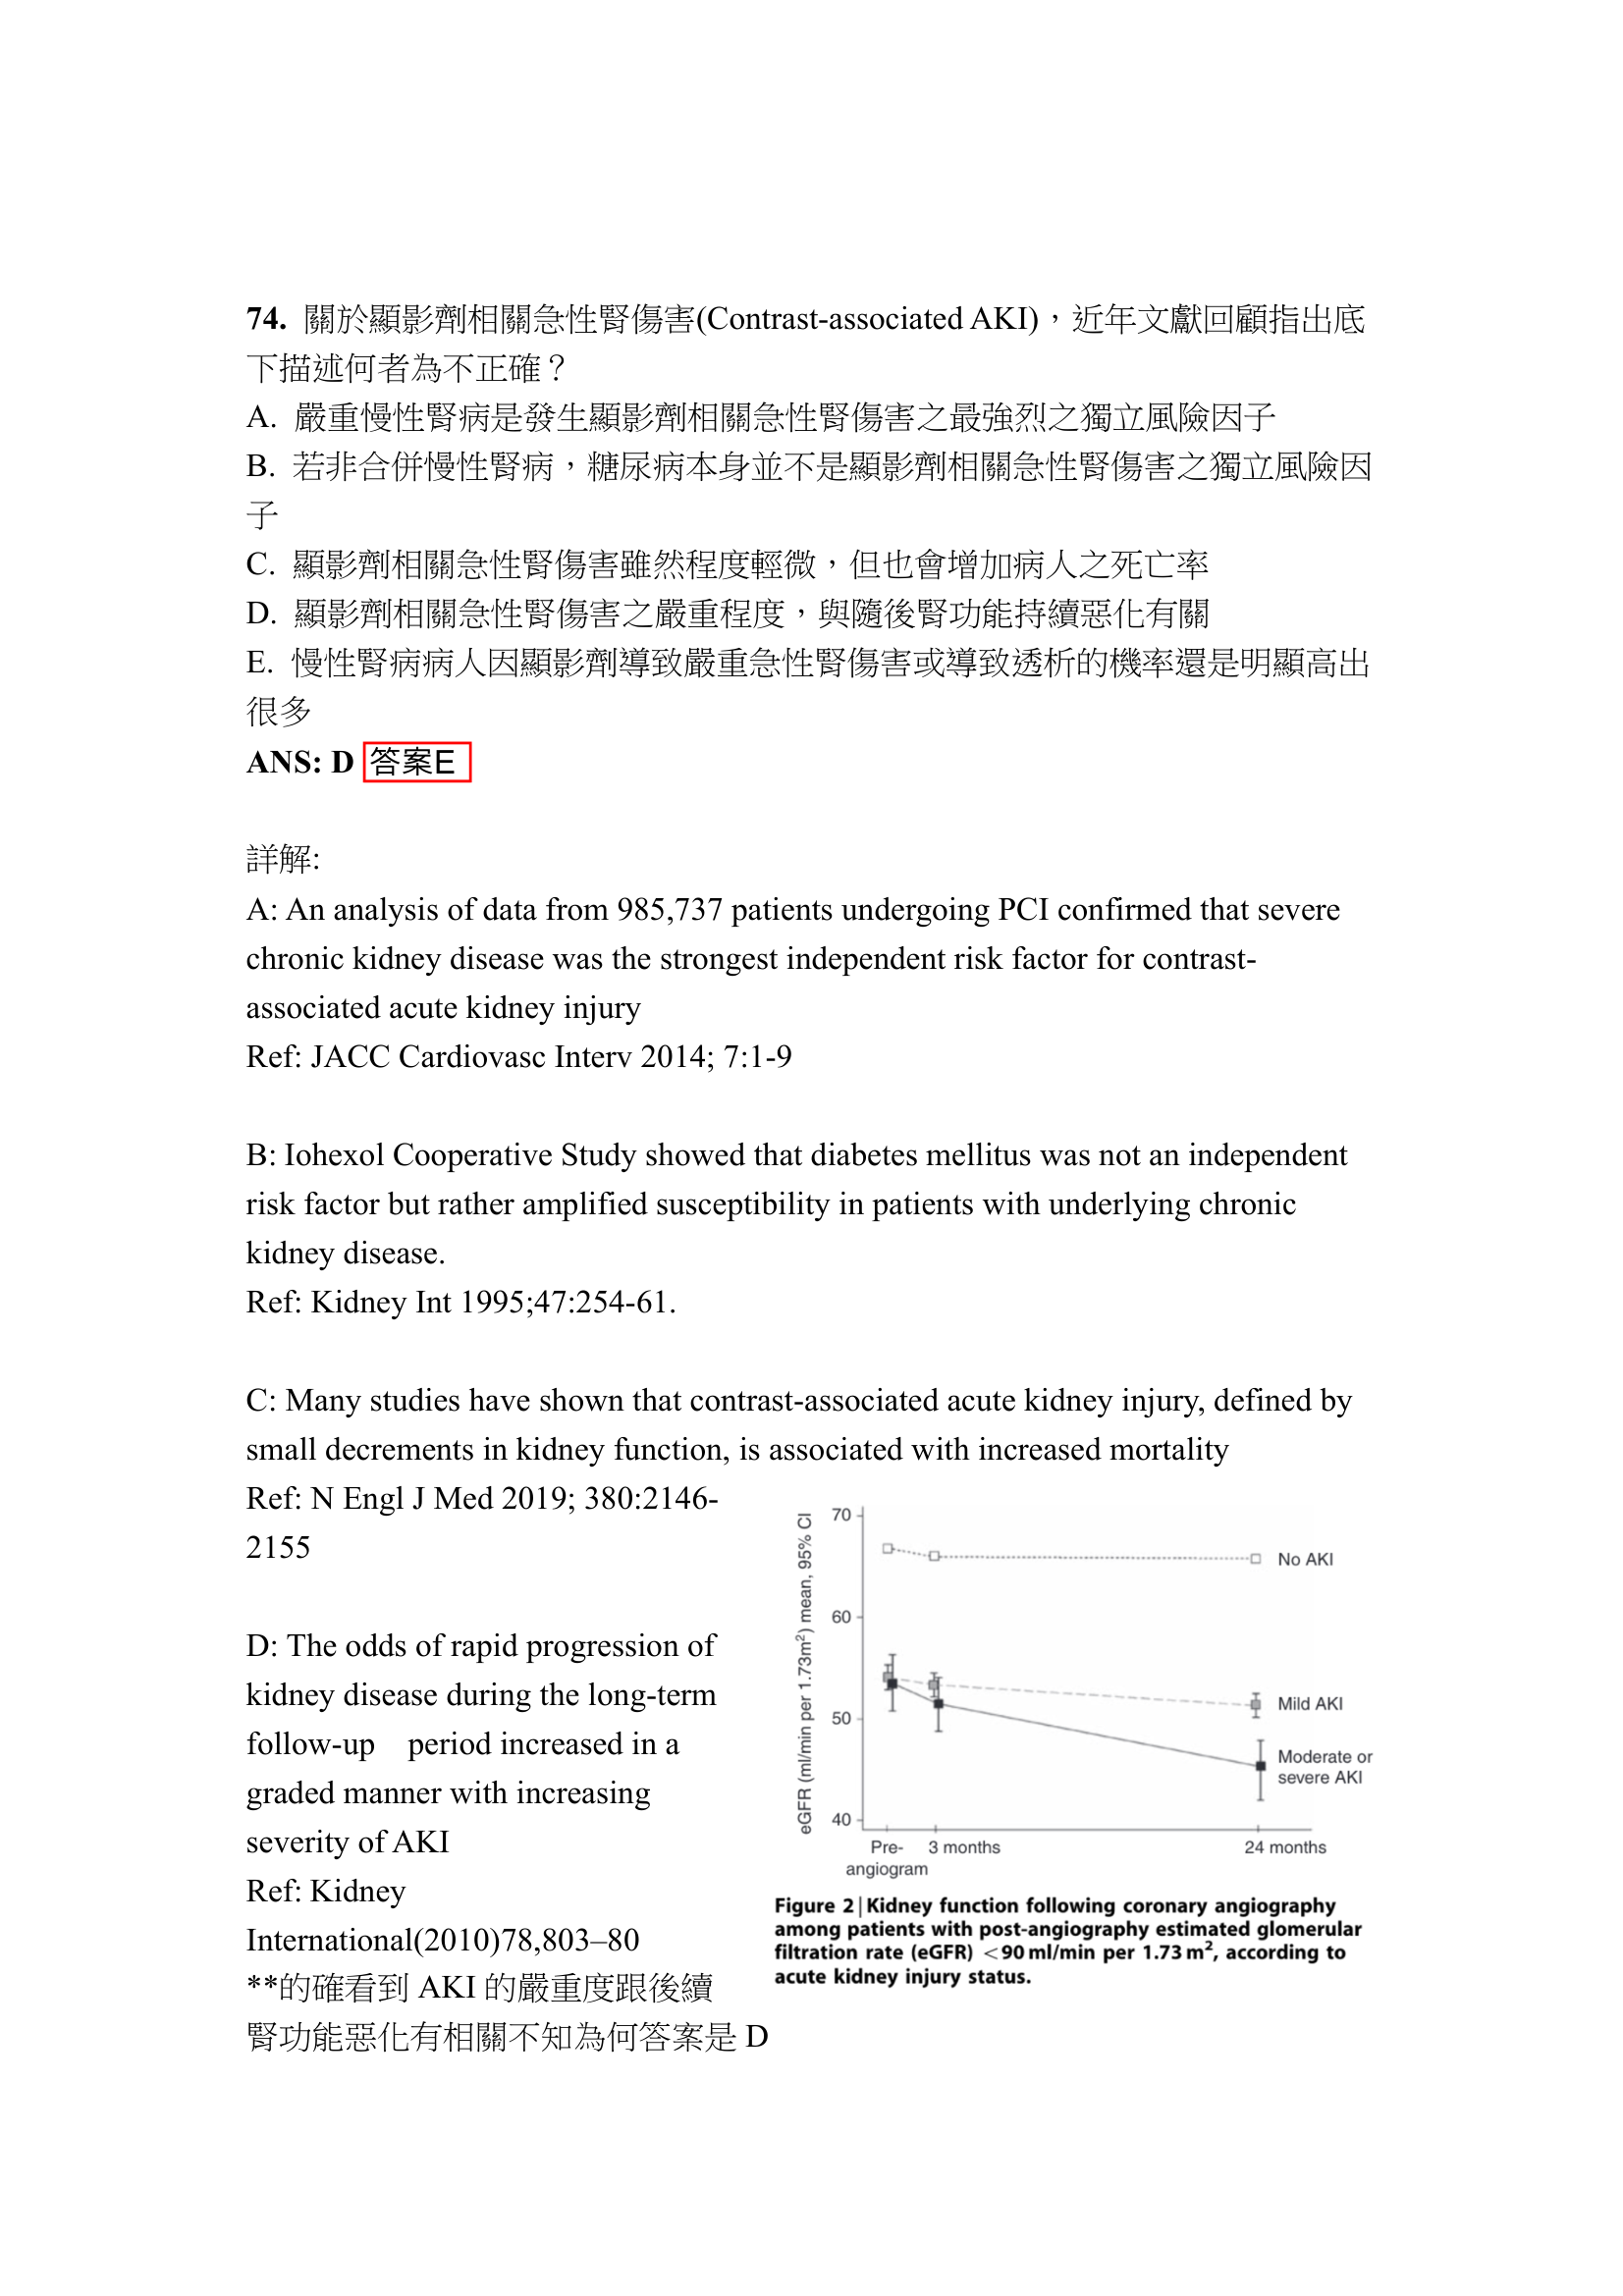 74. 關於顯影劑相關急性腎傷害(Contrast-associated AKI)，近年文獻回顧指出底
下描述何者為不正確？
A. 嚴重慢性腎病是發生顯影劑相關急性腎傷害之最強烈之獨立風險因子
B. 若非合併慢性腎病，糖尿病本身並不是顯影劑相關急性腎傷害之獨立風險因
子
C. 顯影劑相關急性腎傷害雖然程度輕微，但也會增加病人之死亡率
D. 顯影劑相關急性腎傷害之嚴重程度，與隨後腎功能持續惡化有關
E. 慢性腎病病人因顯影劑導致嚴重急性腎傷害或導致透析的機率還是明顯高出
很多
ANS: D 答案E
詳解:
A: An analysis of data from 985,737 patients undergoing PCI confirmed that severe
chronic kidney disease was the strongest independent risk factor for contrast-
associated acute kidney injury
Ref: JACC Cardiovasc Interv 2014; 7:1-9
B: Iohexol Cooperative Study showed that diabetes mellitus was not an independent
risk factor but rather amplified susceptibility in patients with underlying chronic
kidney disease.
Ref: Kidney Int 1995;47:254-61.
C: Many studies have shown that contrast-associated acute kidney injury, defined by
small decrements in kidney function, is associated with increased mortality
Ref: N Engl J Med 2019; 380:2146-
2155
D: The odds of rapid progression of
kidney disease during the long-term
follow-up period increased in a
graded manner with increasing
severity of AKI
Ref: Kidney
International(2010)78,803–80
**的確看到 AKI 的嚴重度跟後續
腎功能惡化有相關不知為何答案是 D
eGFR (ml/min per 1.73m²) mean, 95% CI
70
60
50
40
No AKI
Mild AKI
Moderate or
severe AKI
Pre-
angiogram
3 months
24 months
Figure 2 | Kidney function following coronary angiography
among patients with post-angiography estimated glomerular
filtration rate (eGFR) <90 ml/min per 1.73 m², according to
acute kidney injury status.